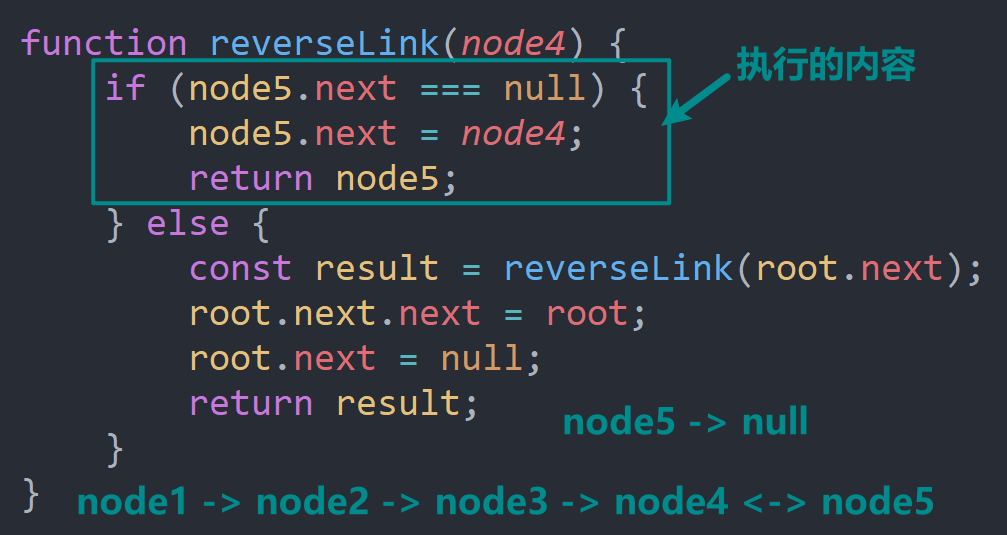 function reverseLink(node4) {
if (node5.next === null) {
执行的内容
node5.next = node4;
return node5;
} else {
const result = reverseLink(root.next);
root.next.next = root;
root.next = null;
return result;
node5 -> null
}
}
node1 -> node2 -> node3 -> node4 <-> node5